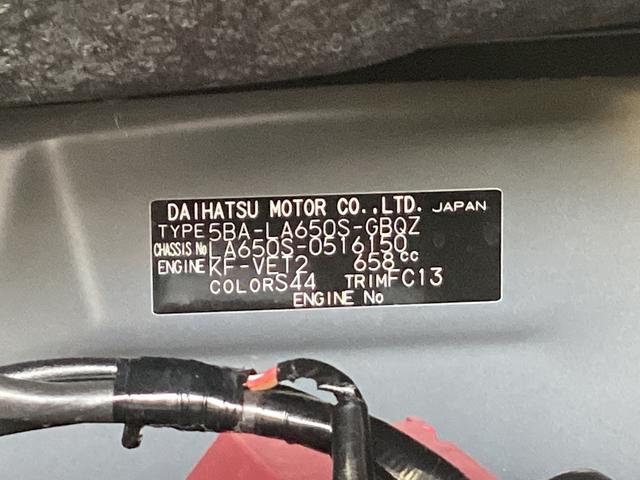 DAIHATSU MOTOR CO.,LTD. JAPAN
TYPE 5BA-LA650S-GBQZ
CHASSIS No LA650S-0516150
ENGINE KF-VET2 658cc
COLOR S44 TRIM FC13
ENGINE No